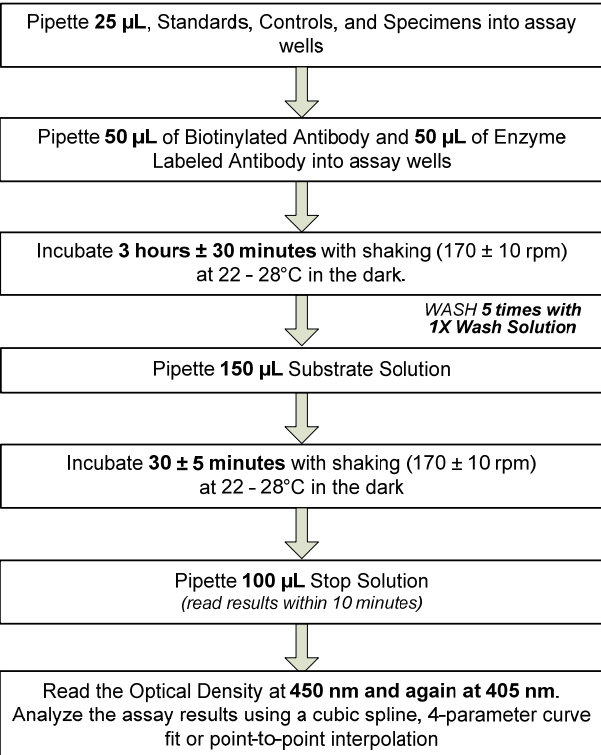 Pipette 25 µL, Standards, Controls, and Specimens into assay
wells
Pipette 50 µL of Biotinylated Antibody and 50 µL of Enzyme
Labeled Antibody into assay wells
Incubate 3 hours ± 30 minutes with shaking (170 ± 10 rpm)
at 22 - 28°C in the dark.
WASH 5 times with
1X Wash Solution
Pipette 150 µL Substrate Solution
Incubate 30 ± 5 minutes with shaking (170 ± 10 rpm)
at 22 - 28°C in the dark
Pipette 100 µL Stop Solution
(read results within 10 minutes)
Read the Optical Density at 450 nm and again at 405 nm.
Analyze the assay results using a cubic spline, 4-parameter curve
fit or point-to-point interpolation